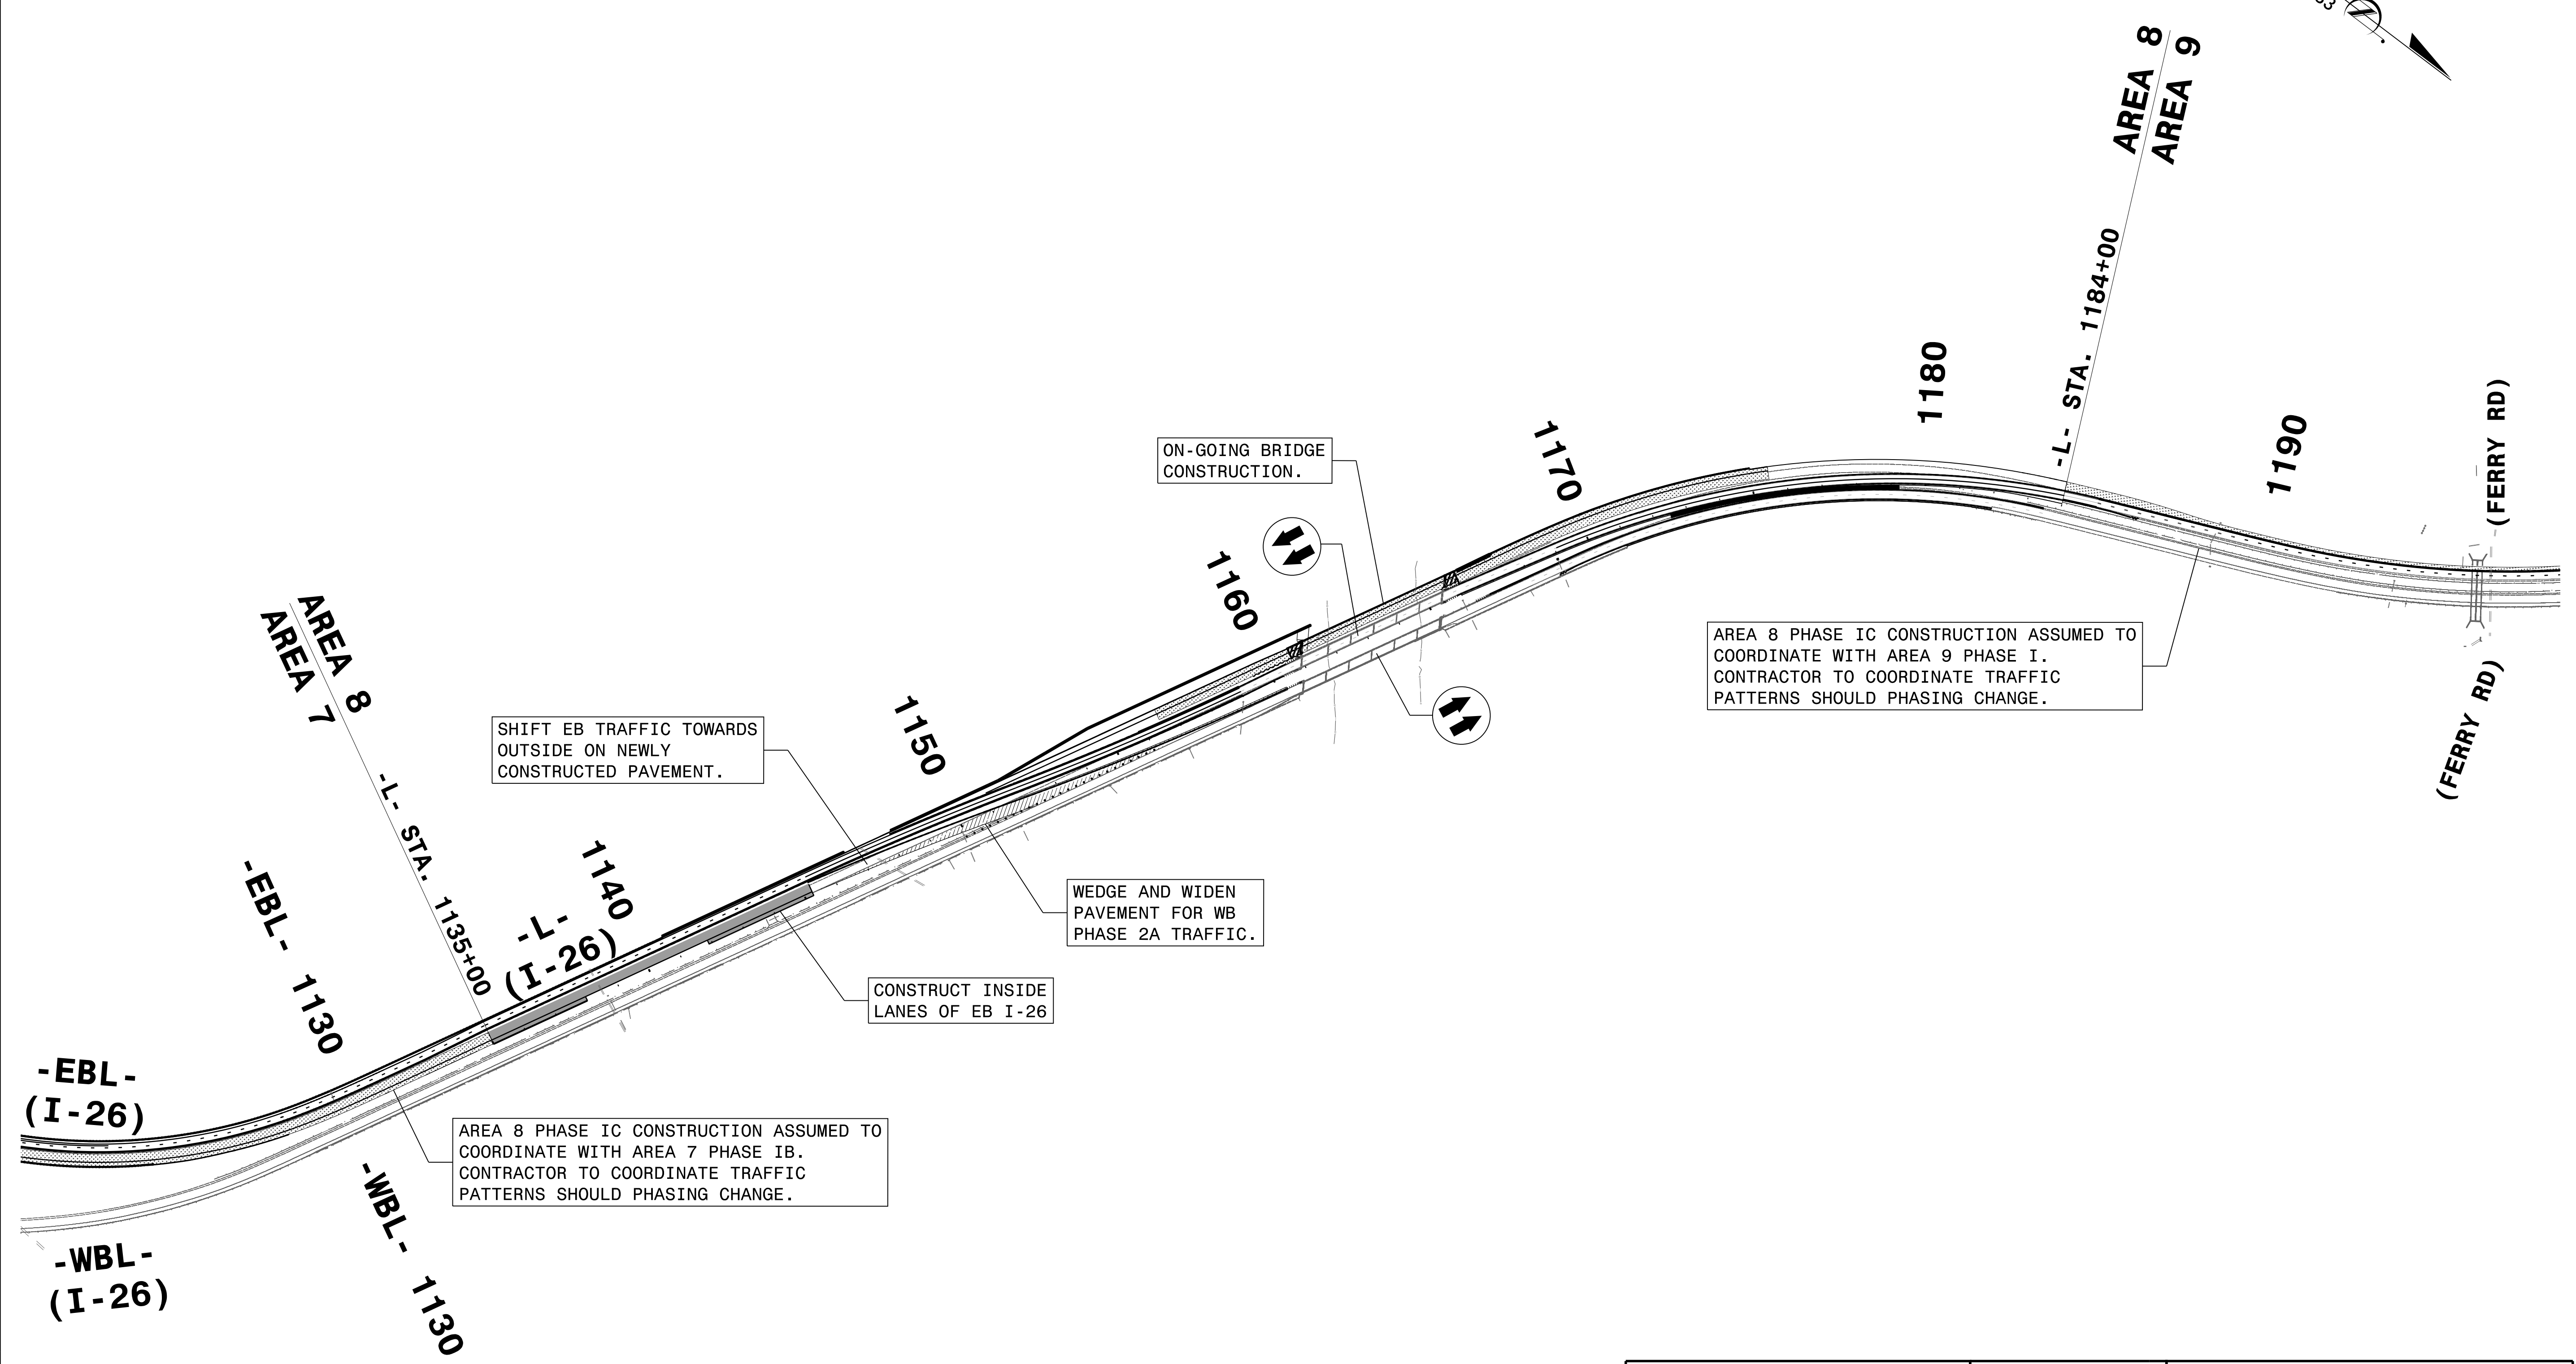 AREA 8
AREA 9
-L- STA. 1184+00
1180
1190
(FERRY RD)
(FERRY RD)
1170
ON-GOING BRIDGE
CONSTRUCTION.
1160
AREA 8 PHASE IC CONSTRUCTION ASSUMED TO
COORDINATE WITH AREA 9 PHASE I.
CONTRACTOR TO COORDINATE TRAFFIC
PATTERNS SHOULD PHASING CHANGE.
AREA 8
AREA 7
-L- STA. 1135+00
1150
SHIFT EB TRAFFIC TOWARDS
OUTSIDE ON NEWLY
CONSTRUCTED PAVEMENT.
1140
-L-
(I-26)
WEDGE AND WIDEN
PAVEMENT FOR WB
PHASE 2A TRAFFIC.
CONSTRUCT INSIDE
LANES OF EB I-26
-EBL- 1130
-EBL-
(I-26)
AREA 8 PHASE IC CONSTRUCTION ASSUMED TO
COORDINATE WITH AREA 7 PHASE IB.
CONTRACTOR TO COORDINATE TRAFFIC
PATTERNS SHOULD PHASING CHANGE.
-WBL- 1130
-WBL-
(I-26)